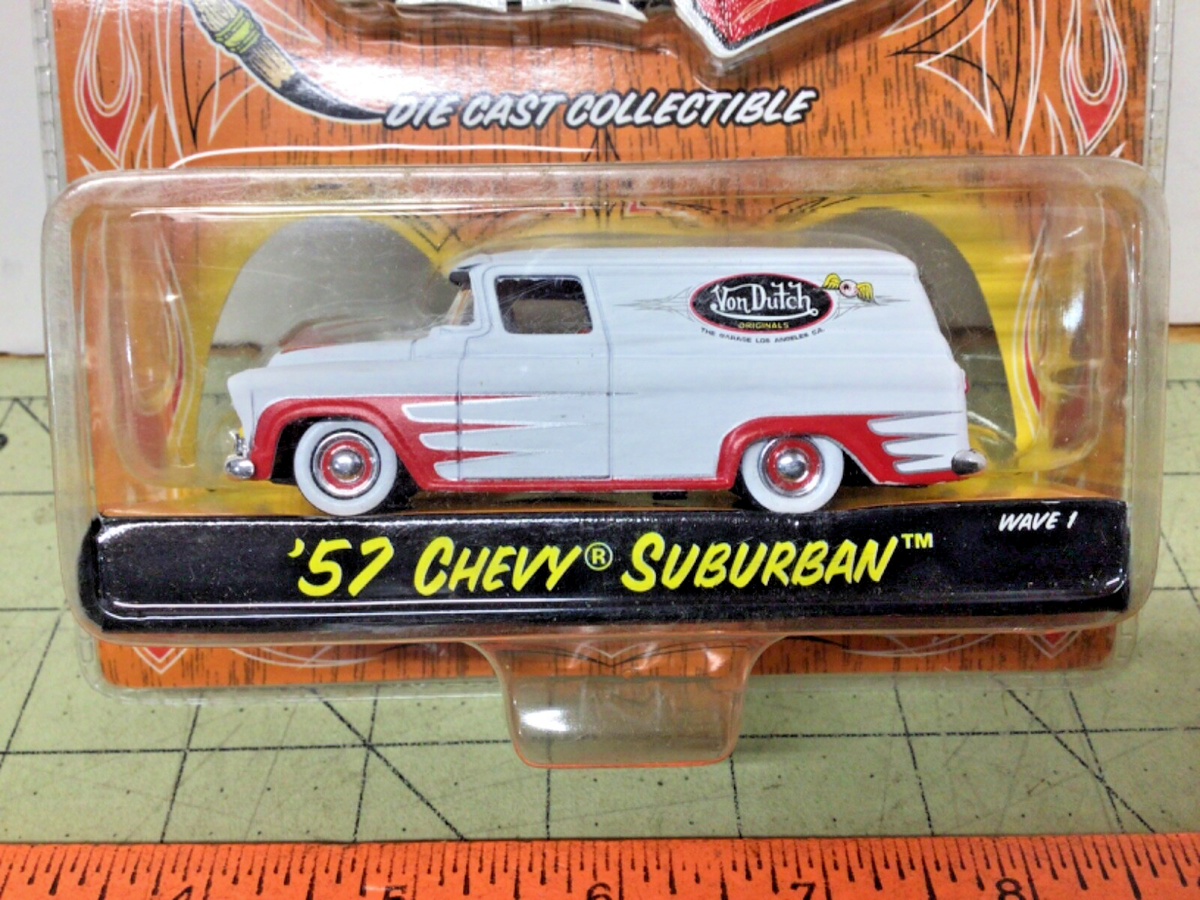 DIE CAST COLLECTIBLE
Von Dutch
ORIGINALS
THE GARAGE LOS ANGELES CA.
WAVE 1
'57 CHEVY® SUBURBAN™
4 5 6 7 8